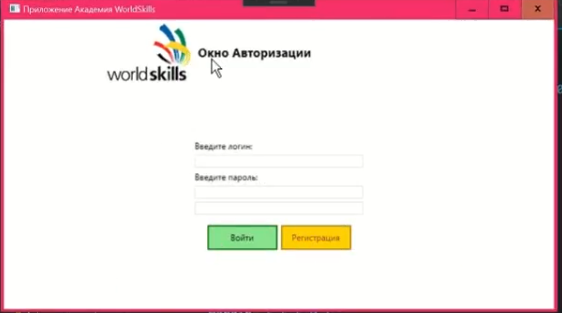 Приложение Академия WorldSkills
Окно Авторизации
worldskills
Введите логин:
Введите пароль:
Войти
Регистрация